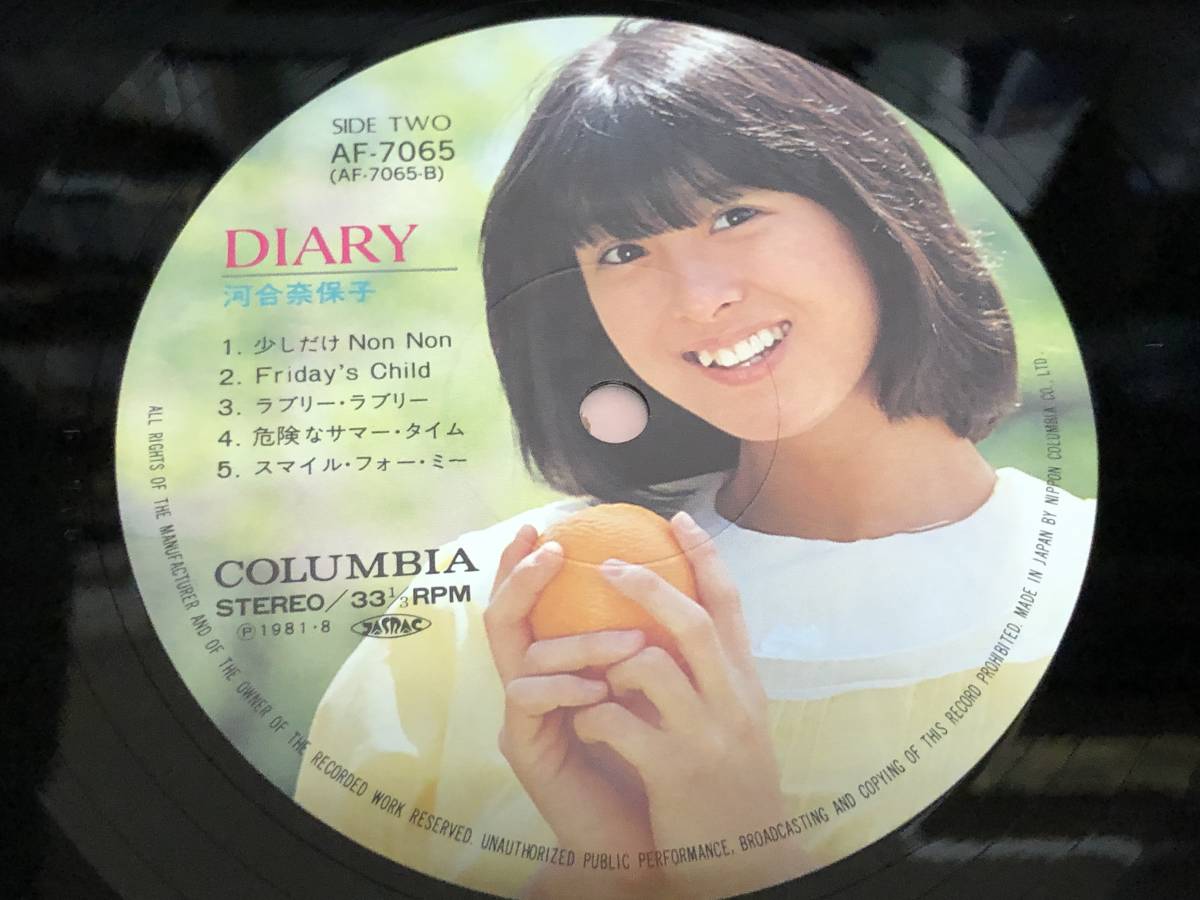 SIDE TWO
AF-7065
(AF-7065-B)
DIARY
河合奈保子
1. 少しだけ Non Non
2. Friday's Child
3. ラブリー・ラブリー
4. 危険なサマー・タイム
5. スマイル・フォー・ミー
COLUMBIA
STEREO/33⅓RPM
Ⓟ1981・8 JASRAC
ALL RIGHTS OF THE MANUFACTURER AND OF THE OWNER OF THE RECORDED WORK RESERVED. UNAUTHORIZED PUBLIC PERFORMANCE, BROADCASTING AND COPYING OF THIS RECORD PROHIBITED. MADE IN JAPAN BY NIPPON COLUMBIA CO., LTD.